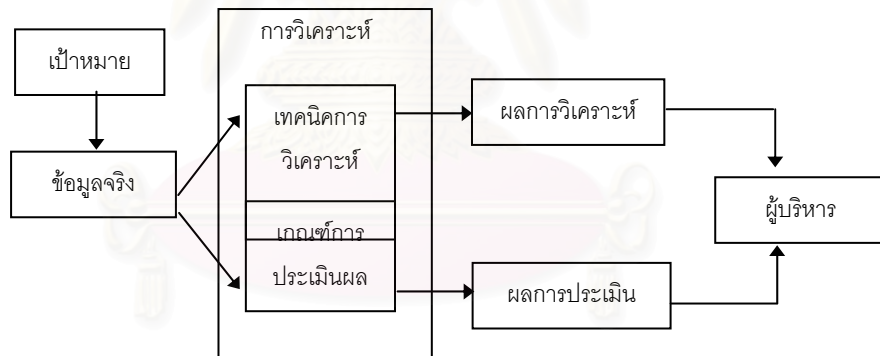 การวิเคราะห์
เป้าหมาย
ข้อมูลจริง
เทคนิคการ
วิเคราะห์
เกณฑ์การ
ประเมินผล
ผลการวิเคราะห์
ผลการประเมิน
ผู้บริหาร